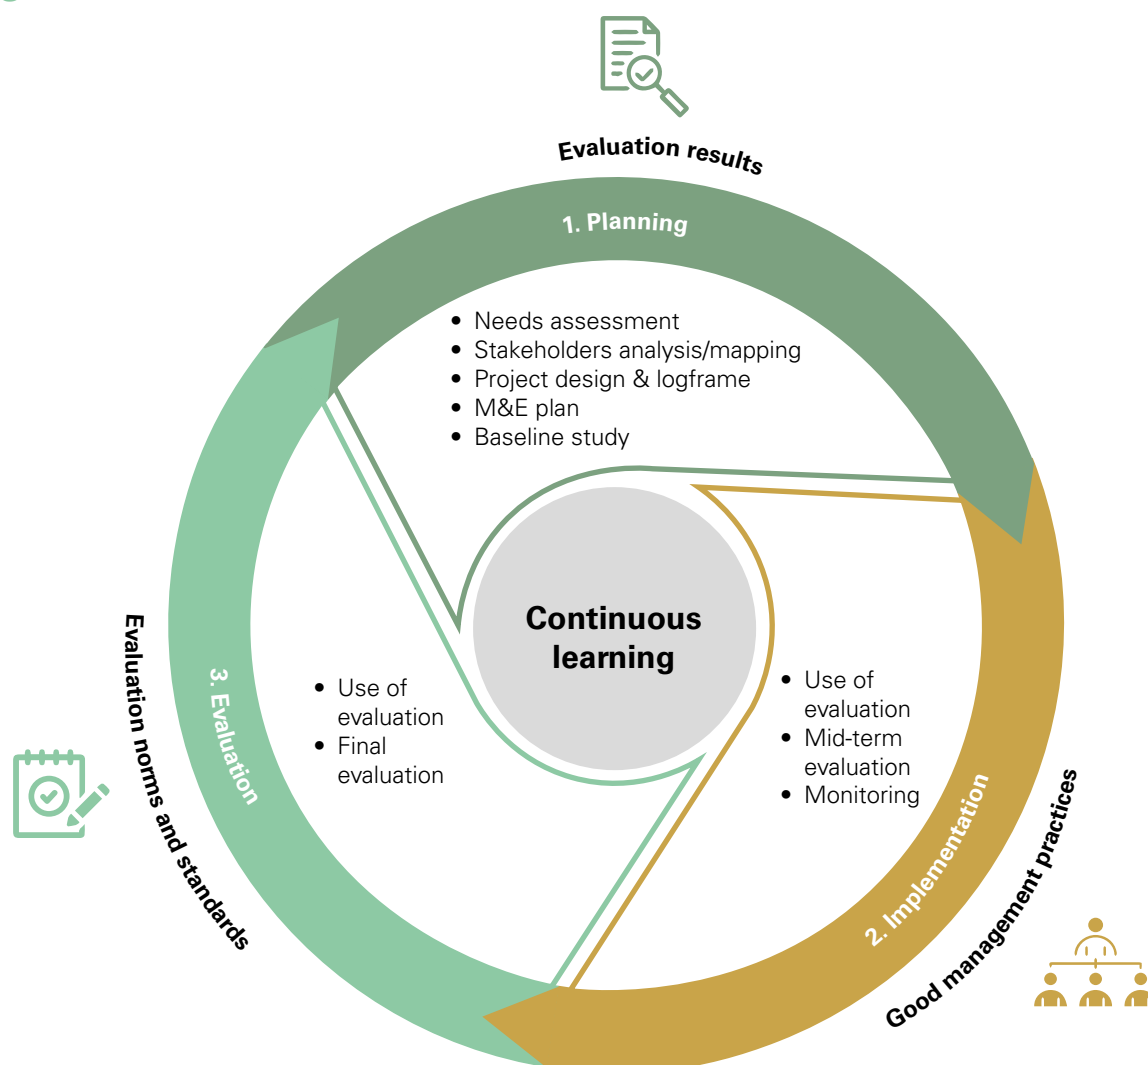 Evaluation results
1. Planning
• Needs assessment
• Stakeholders analysis/mapping
• Project design & logframe
• M&E plan
• Baseline study
Continuous
learning
• Use of
evaluation
• Mid-term
evaluation
• Monitoring
2. Implementation
Good management practices
• Use of
evaluation
• Final
evaluation
3. Evaluation
Evaluation norms and standards